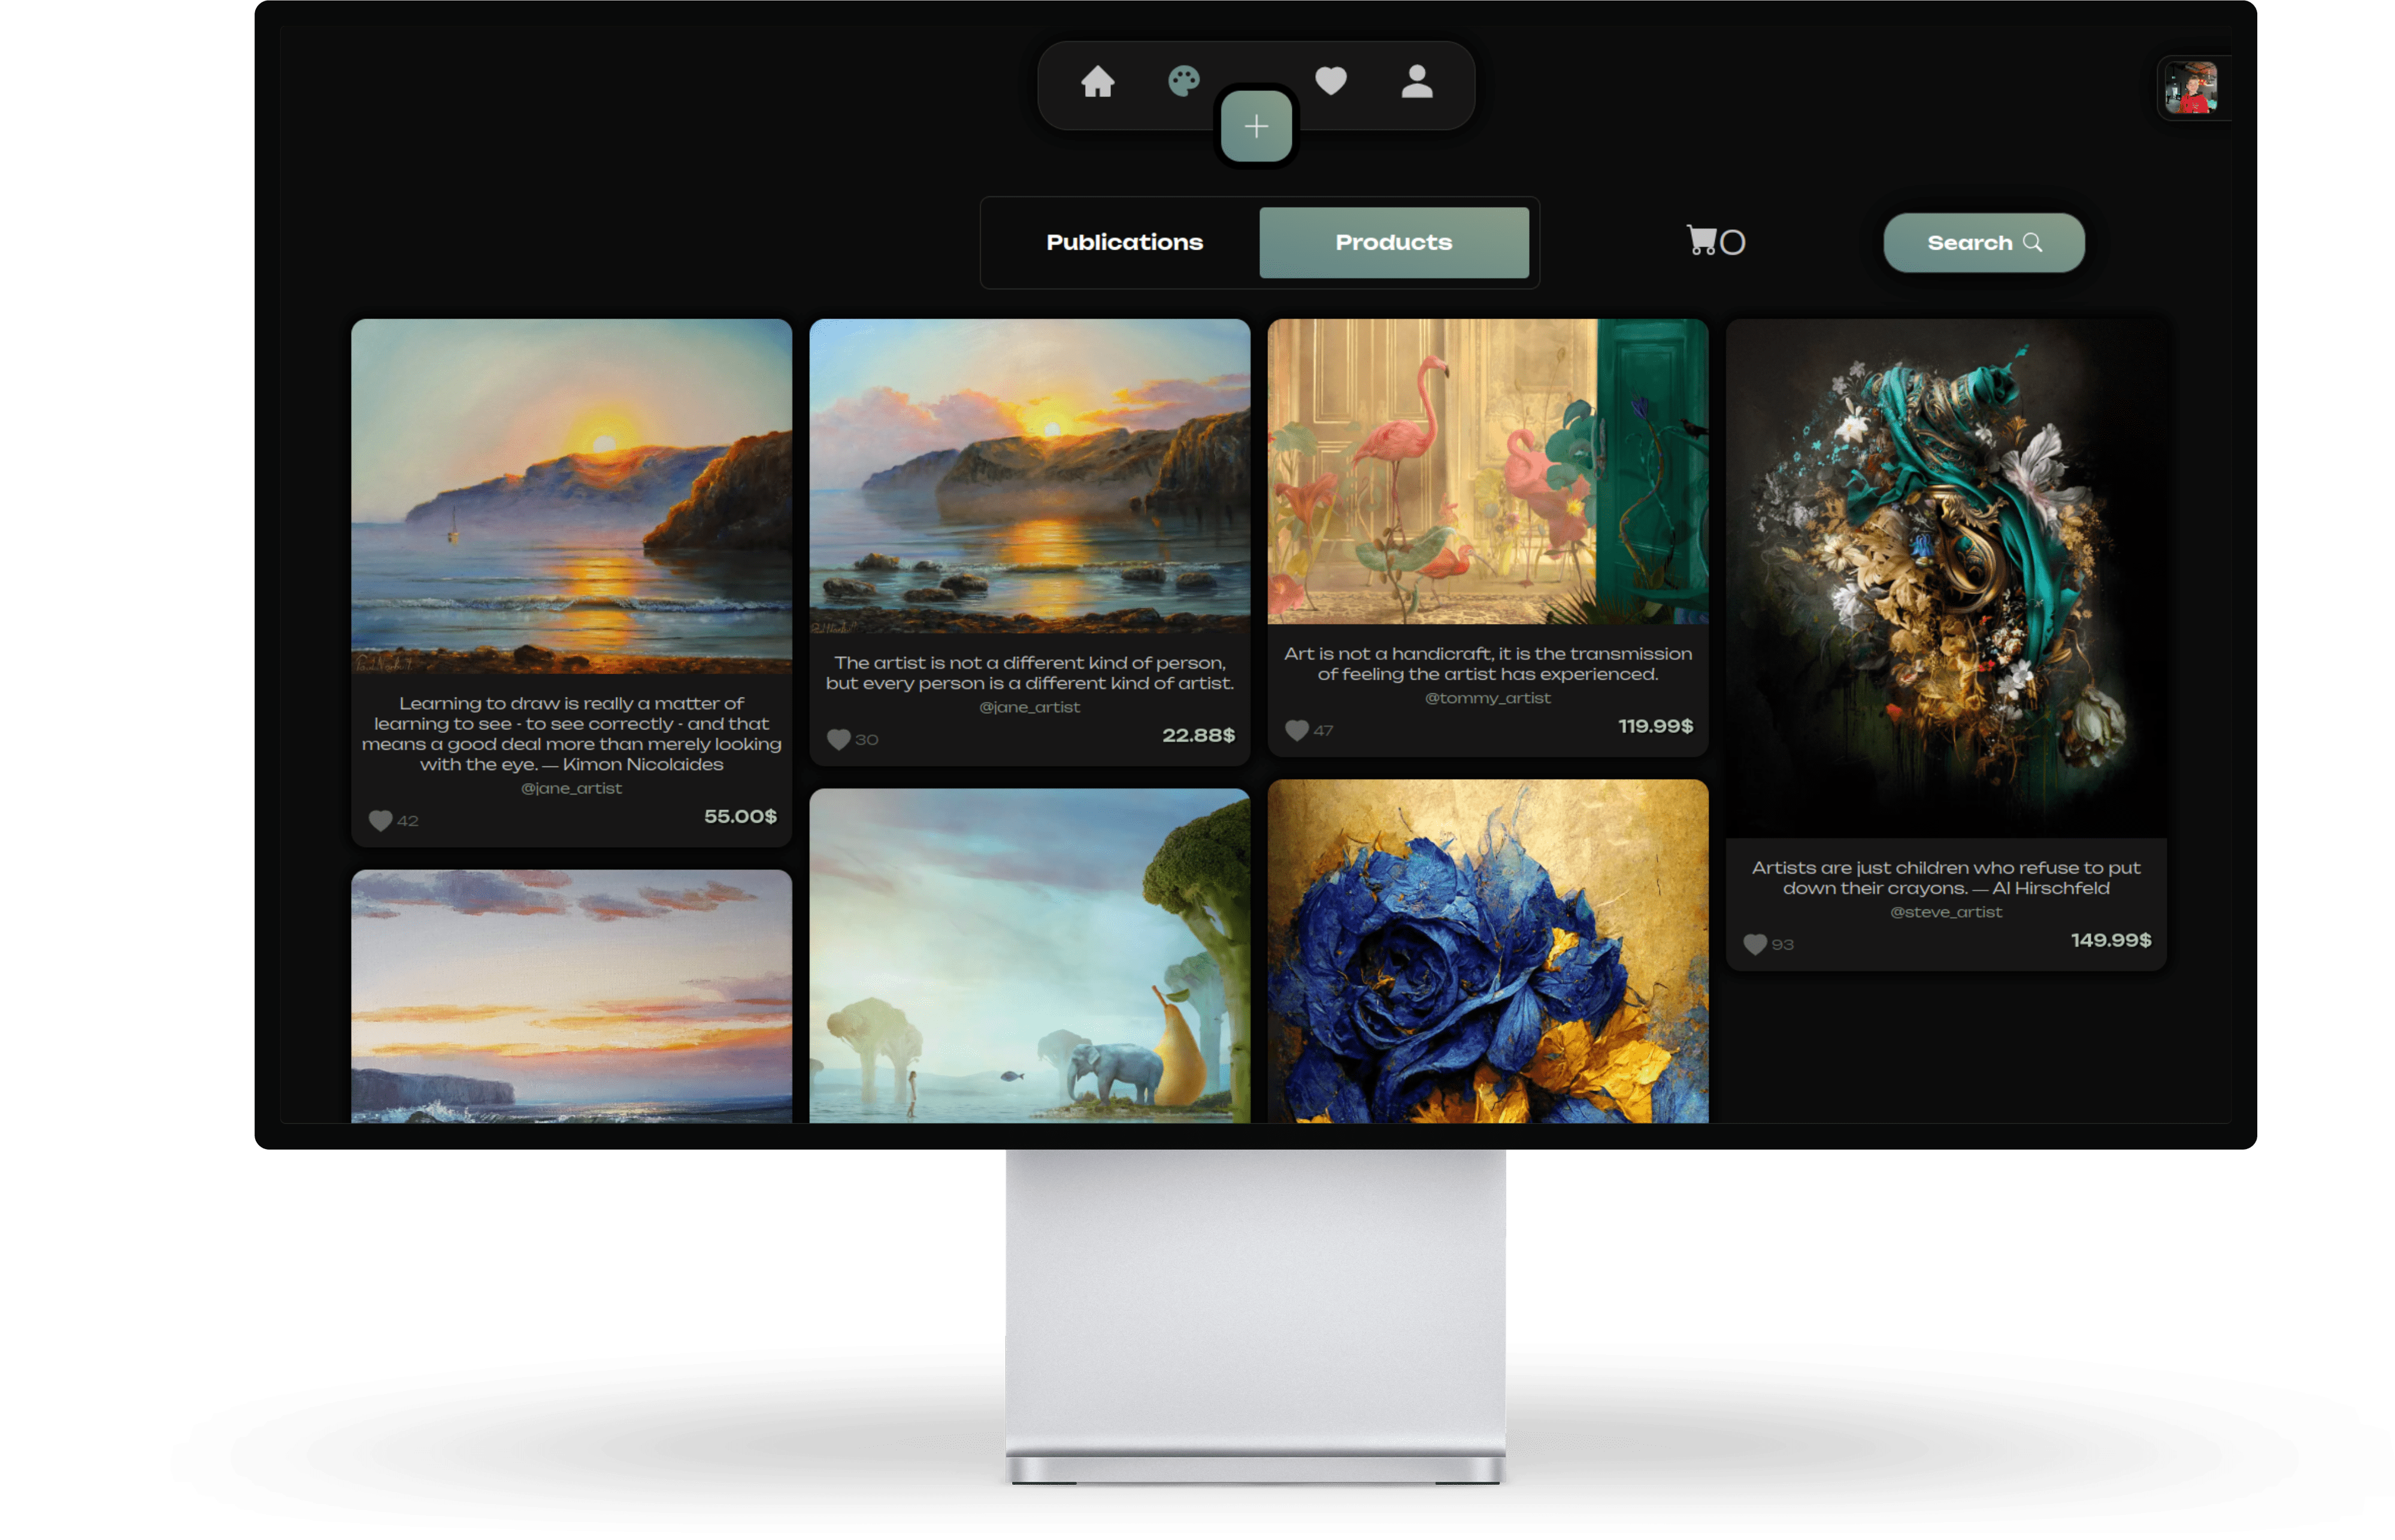 Publications
Products
0
Search
Learning to draw is really a matter of
learning to see - to see correctly - and that
means a good deal more than merely looking
with the eye. — Kimon Nicolaides
@jane_artist
42
55.00$
The artist is not a different kind of person,
but every person is a different kind of artist.
@jane_artist
30
22.88$
Art is not a handicraft, it is the transmission
of feeling the artist has experienced.
@tommy_artist
47
119.99$
Artists are just children who refuse to put
down their crayons. — Al Hirschfeld
@steve_artist
93
149.99$